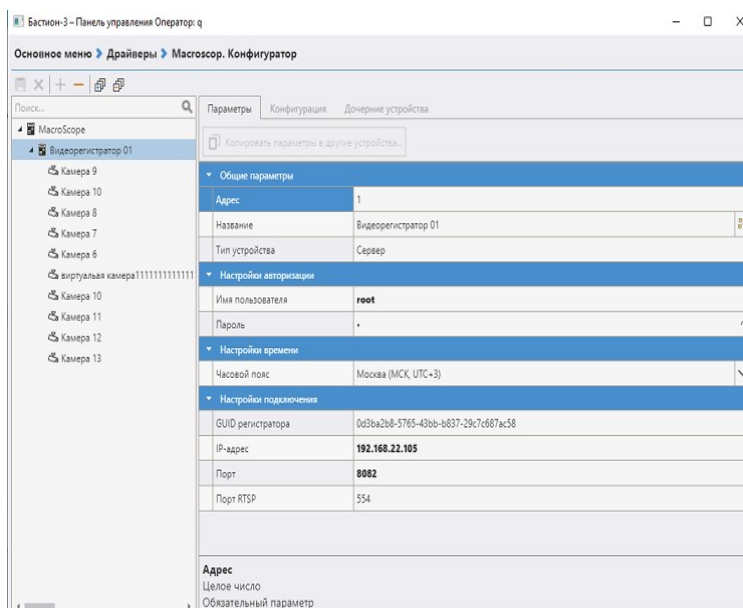 Бастион-3 – Панель управления Оператор: q
Основное меню Драйверы Macroscop. Конфигуратор
Поиск...
MacroScope
Видеорегистратор 01
Камера 9
Камера 10
Камера 8
Камера 7
Камера 6
виртуальая камера11111111111111
Камера 10
Камера 11
Камера 12
Камера 13
Параметры Конфигурация Дочерние устройства
Копировать параметры в другие устройства...
Общие параметры
Адрес 1
Название Видеорегистратор 01
Тип устройства Сервер
Настройки авторизации
Имя пользователя root
Пароль •
Настройки времени
Часовой пояс Москва (МСК, UTC+3)
Настройки подключения
GUID регистратора 0d3ba2b8-5765-43bb-b837-29c7c687ac58
IP-адрес 192.168.22.105
Порт 8082
Порт RTSP 554
Адрес
Целое число
Обязательный параметр